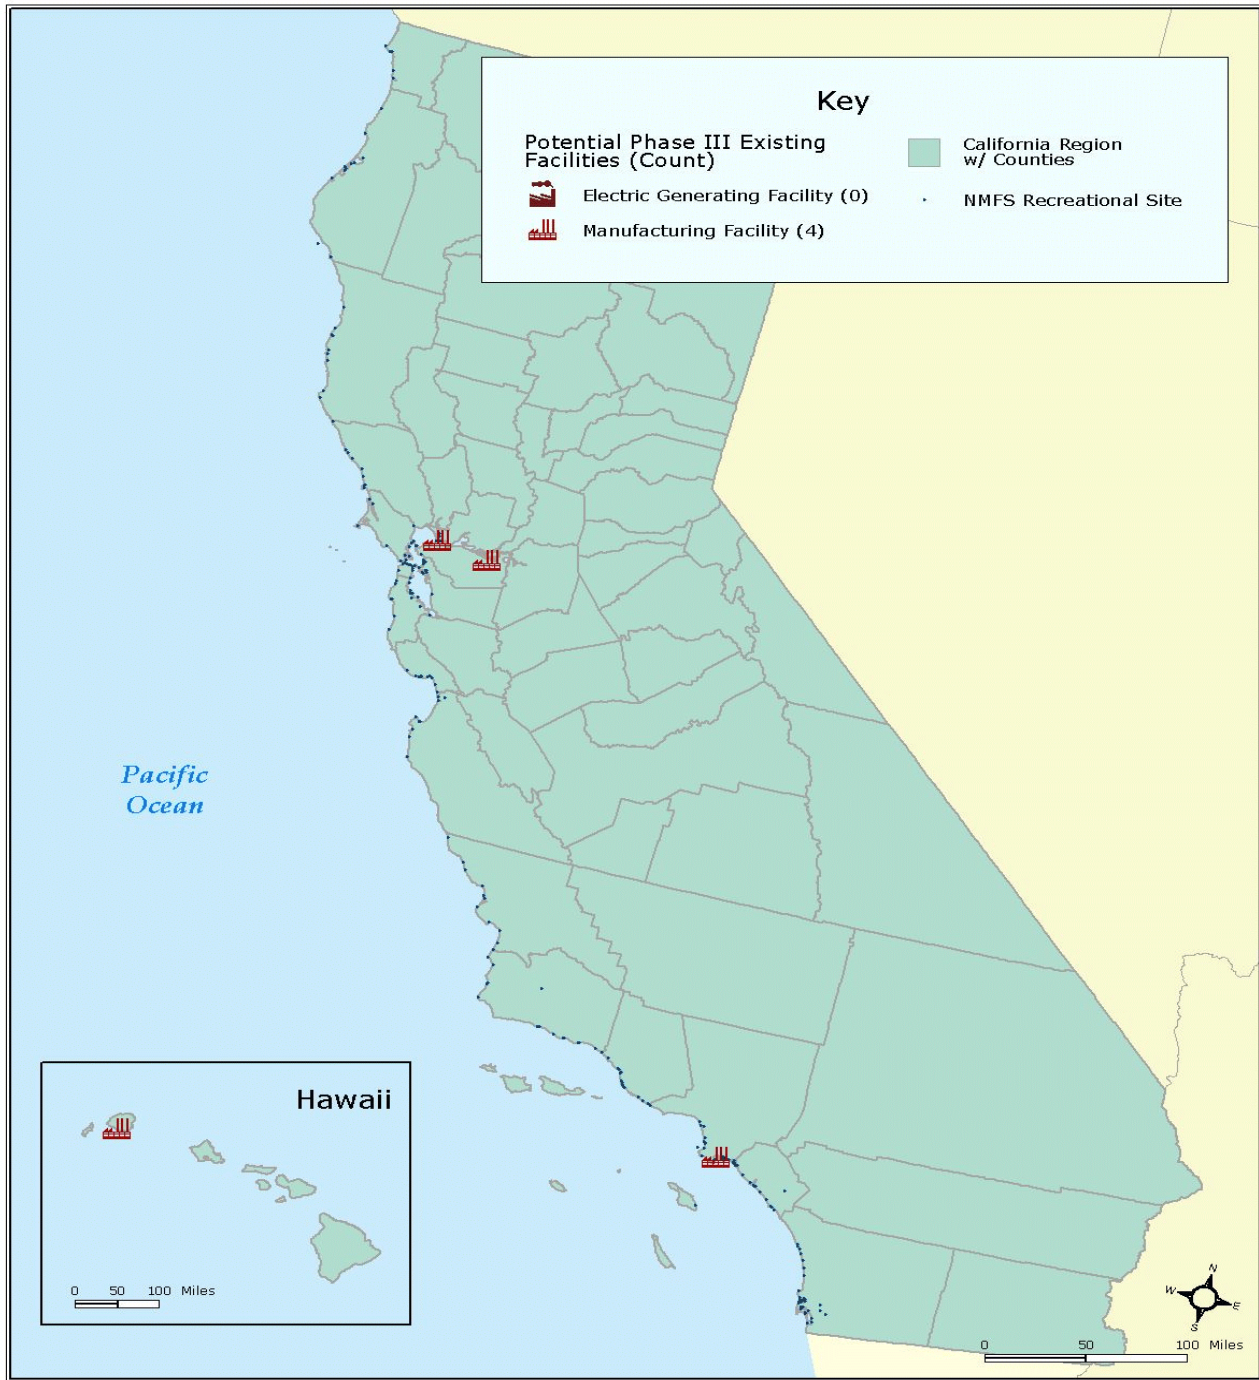 Key
Potential Phase III Existing
Facilities (Count)
Electric Generating Facility (0)
Manufacturing Facility (4)
California Region
w/ Counties
NMFS Recreational Site
Pacific
Ocean
Hawaii
0 50 100 Miles
N
W
E
S
0 50 100 Miles